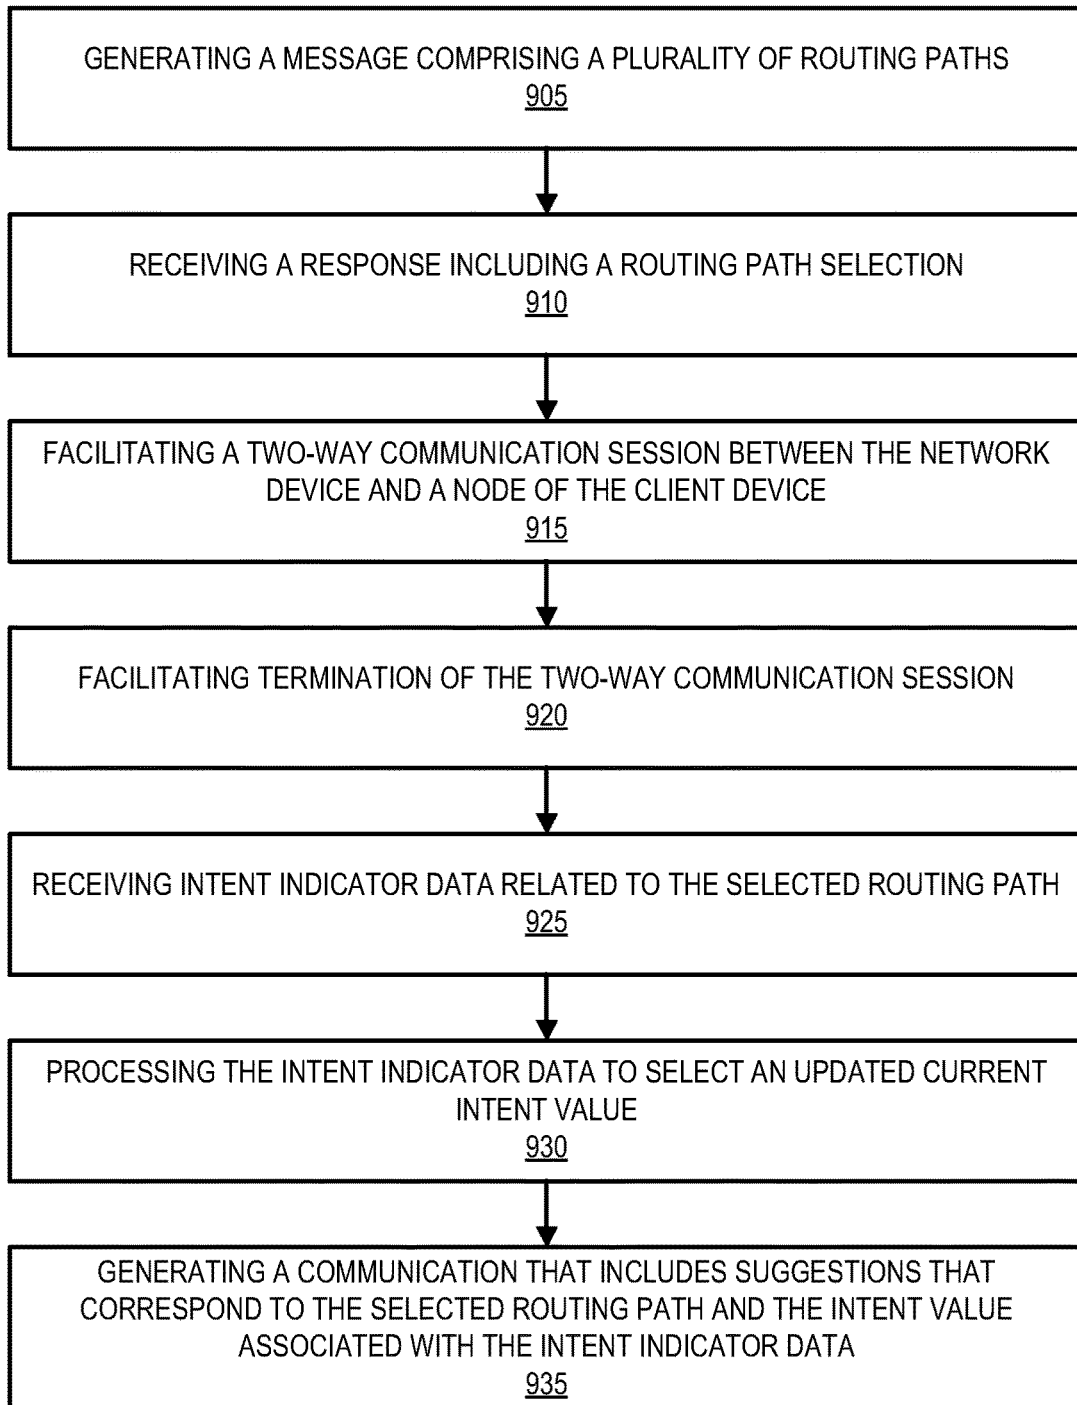 GENERATING A MESSAGE COMPRISING A PLURALITY OF ROUTING PATHS
905
RECEIVING A RESPONSE INCLUDING A ROUTING PATH SELECTION
910
FACILITATING A TWO-WAY COMMUNICATION SESSION BETWEEN THE NETWORK
DEVICE AND A NODE OF THE CLIENT DEVICE
915
FACILITATING TERMINATION OF THE TWO-WAY COMMUNICATION SESSION
920
RECEIVING INTENT INDICATOR DATA RELATED TO THE SELECTED ROUTING PATH
925
PROCESSING THE INTENT INDICATOR DATA TO SELECT AN UPDATED CURRENT
INTENT VALUE
930
GENERATING A COMMUNICATION THAT INCLUDES SUGGESTIONS THAT
CORRESPOND TO THE SELECTED ROUTING PATH AND THE INTENT VALUE
ASSOCIATED WITH THE INTENT INDICATOR DATA
935